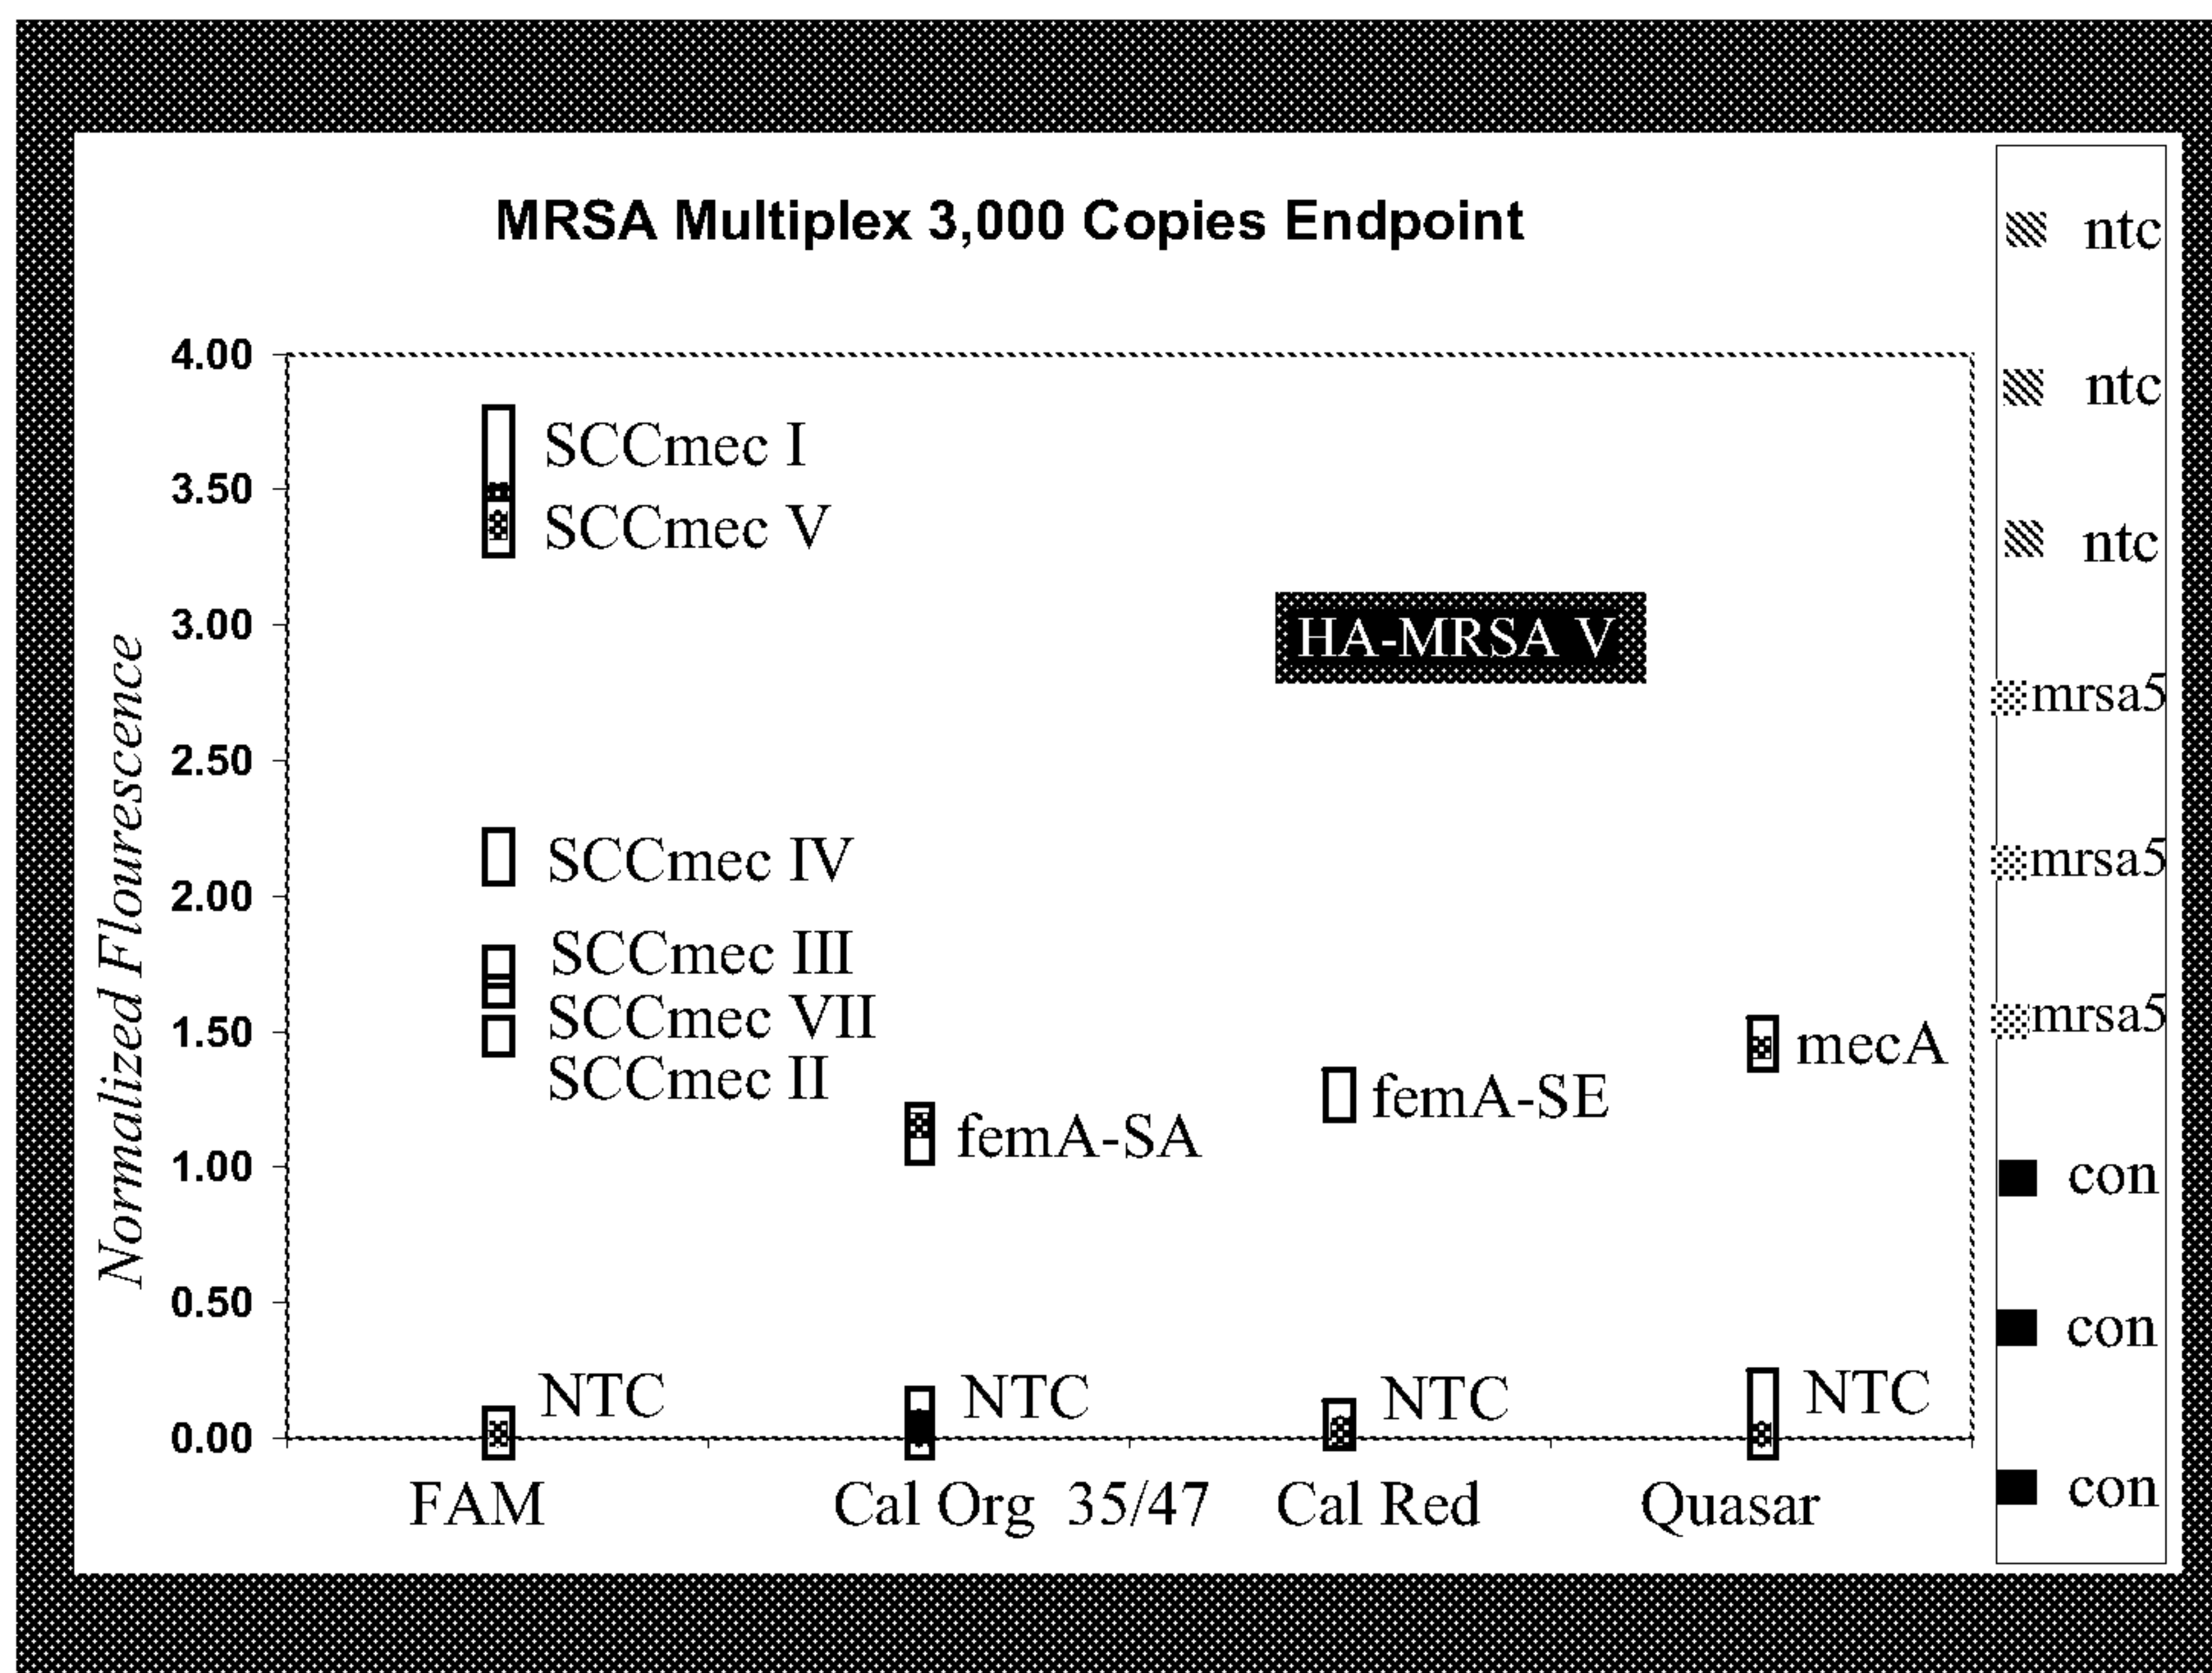 MRSA Multiplex 3,000 Copies Endpoint
Normalized Flourescence
4.00
3.50
3.00
2.50
2.00
1.50
1.00
0.50
0.00
SCCmec I
SCCmec V
SCCmec IV
SCCmec III
SCCmec VII
SCCmec II
NTC
femA-SA
NTC
HA-MRSA V
femA-SE
NTC
mecA
NTC
FAM
Cal Org 35/47
Cal Red
Quasar
ntc
ntc
ntc
mrsa5
mrsa5
mrsa5
con
con
con